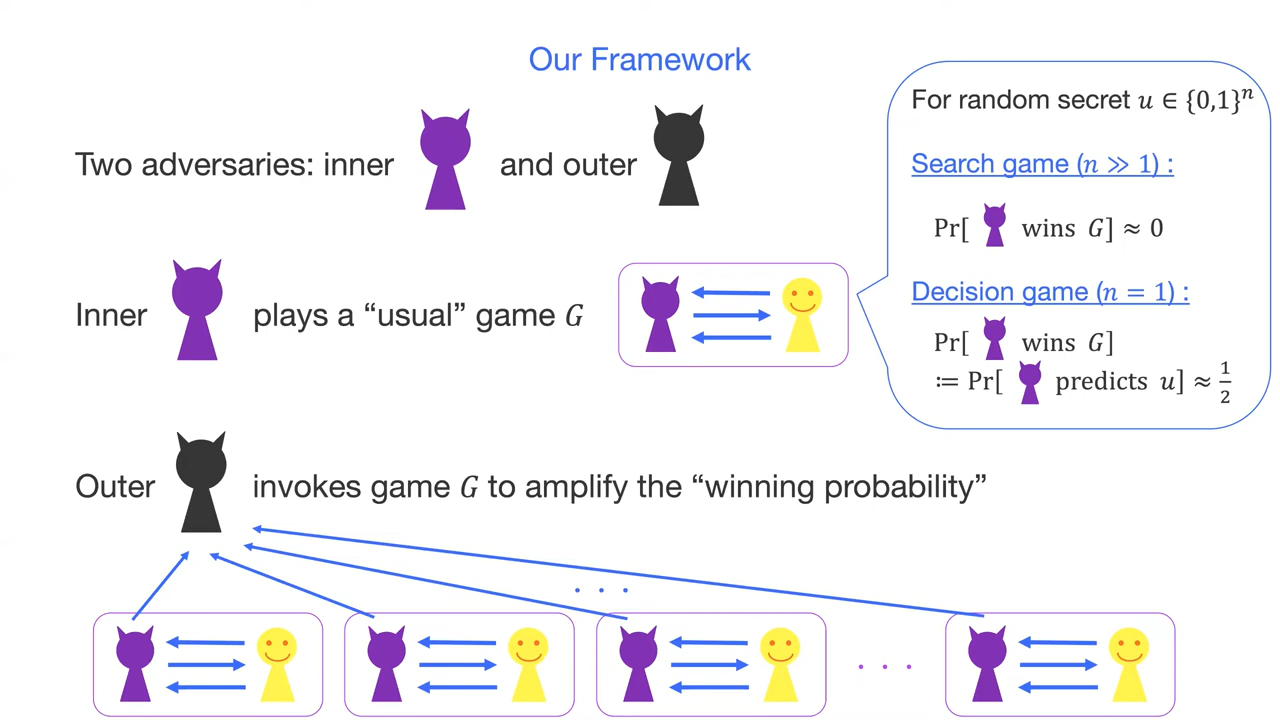 Our Framework
Two adversaries: inner and outer
Inner plays a “usual” game G
Outer invokes game G to amplify the “winning probability”
. . .
. . .
For random secret u ∈ {0,1}ⁿ
Search game (n ≫ 1) :
Pr[ wins G] ≈ 0
Decision game (n = 1) :
Pr[ wins G]
≔ Pr[ predicts u] ≈ 1/2